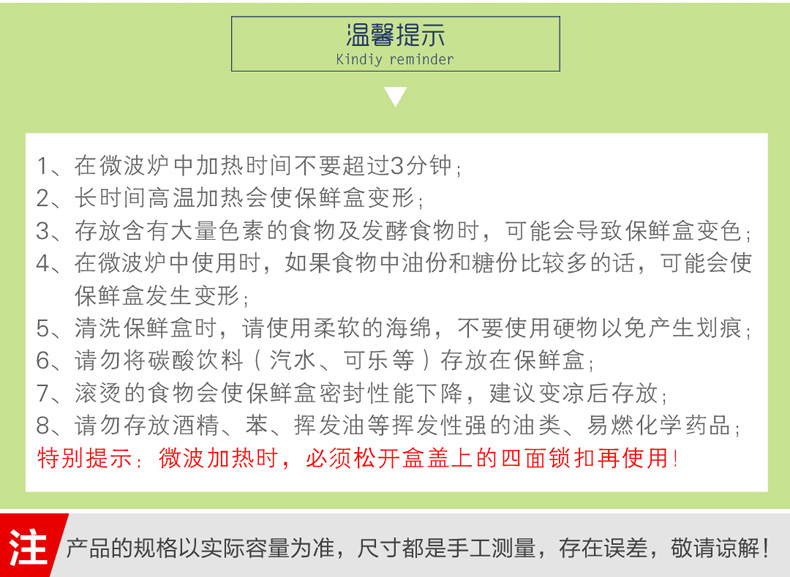 温馨提示
Kindiy reminder
1、在微波炉中加热时间不要超过3分钟；
2、长时间高温加热会使保鲜盒变形；
3、存放含有大量色素的食物及发酵食物时，可能会导致保鲜盒变色；
4、在微波炉中使用时，如果食物中油份和糖份比较多的话，可能会使
保鲜盒发生变形；
5、清洗保鲜盒时，请使用柔软的海绵，不要使用硬物以免产生划痕；
6、请勿将碳酸饮料（汽水、可乐等）存放在保鲜盒；
7、滚烫的食物会使保鲜盒密封性能下降，建议变凉后存放；
8、请勿存放酒精、苯、挥发油等挥发性强的油类、易燃化学药品；
特别提示：微波加热时，必须松开盒盖上的四面锁扣再使用！
注 产品的规格以实际容量为准，尺寸都是手工测量，存在误差，敬请谅解！